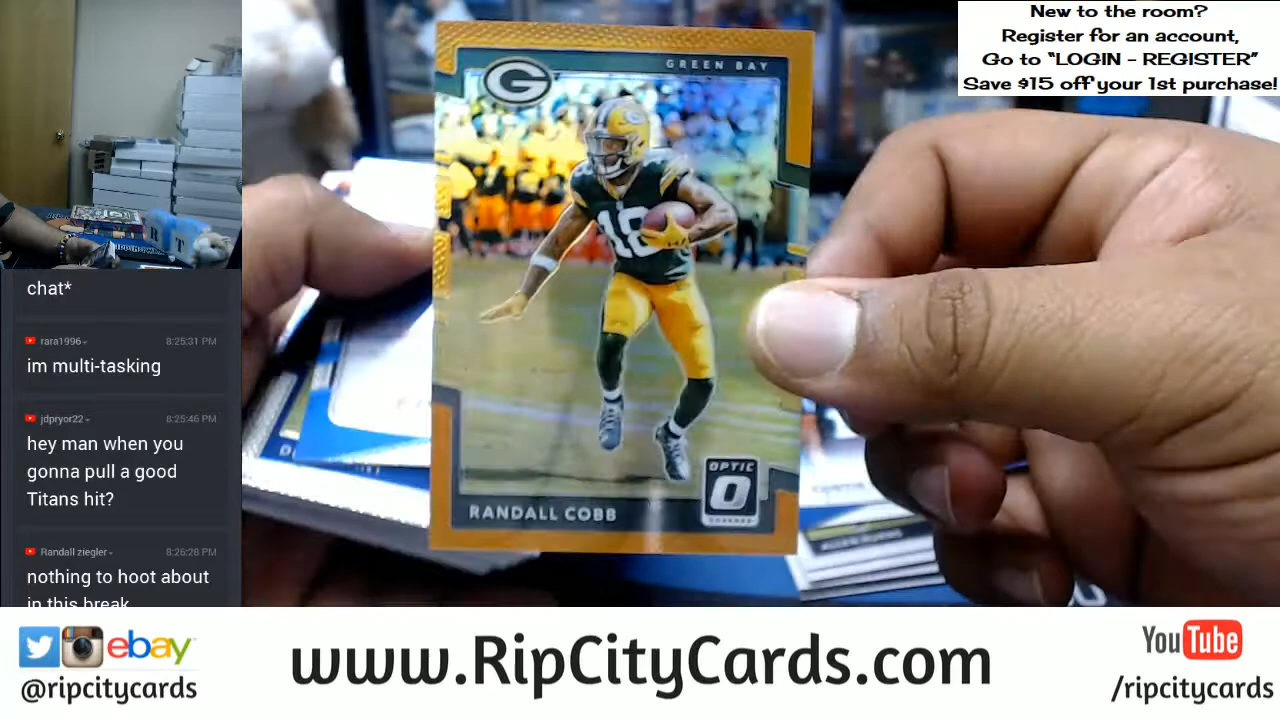 New to the room?
Register for an account,
Go to “LOGIN - REGISTER”
Save $15 off your 1st purchase!
GREEN BAY
G
18
OPTIC
O
RANDALL COBB
chat*
rara1996
8:25:31 PM
im multi-tasking
jdpryor22
8:25:46 PM
hey man when you
gonna pull a good
Titans hit?
Randall ziegler
8:26:28 PM
nothing to hoot about
in this break
ebay
@ripcitycards
www.RipCityCards.com
YouTube
/ripcitycards